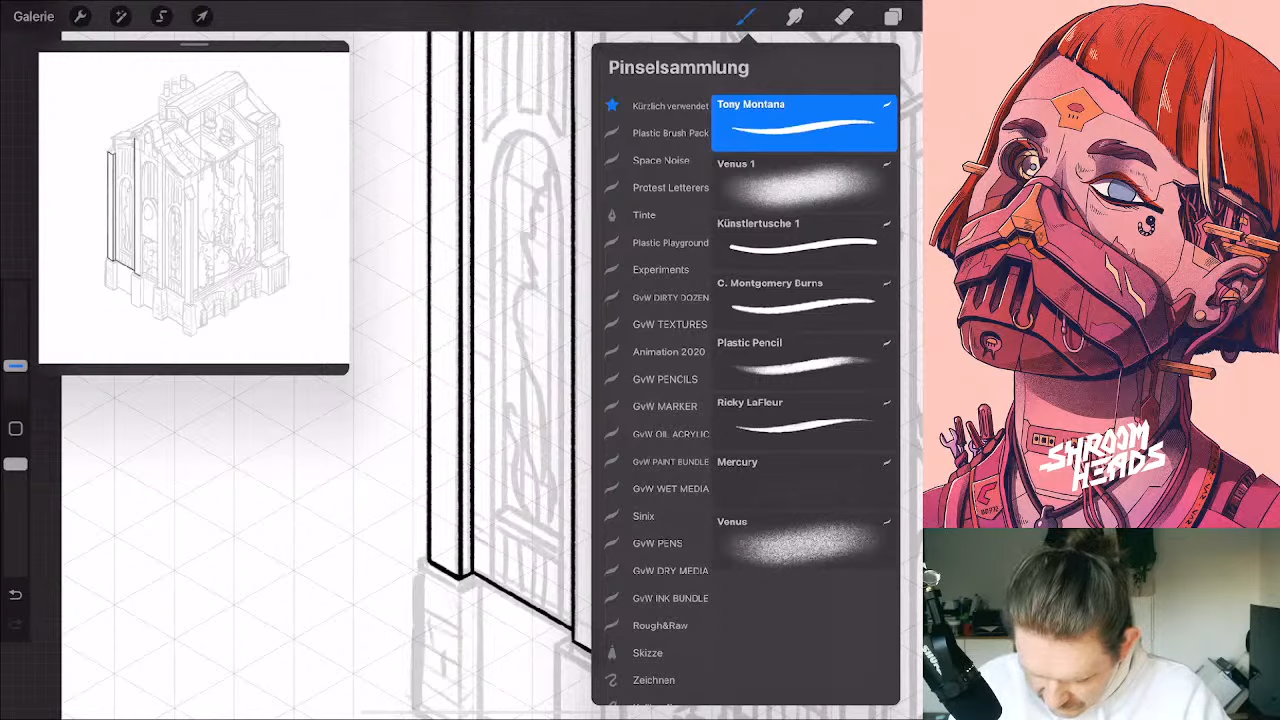 Galerie
Pinselsammlung
Kürzlich verwendet
Plastic Brush Pack
Space Noise
Protest Letterers
Tinte
Plastic Playground
Experiments
GvW DIRTY DOZEN
GvW TEXTURES
Animation 2020
GvW PENCILS
GvW MARKER
GvW OIL ACRYLIC
GvW PAINT BUNDLE
GvW WET MEDIA
Sinix
GvW PENS
GvW DRY MEDIA
GvW INK BUNDLE
Rough&Raw
Skizze
Zeichnen
Tony Montana
Venus 1
Künstlertusche 1
C. Montgomery Burns
Plastic Pencil
Ricky LaFleur
Mercury
Venus
SHROOM
HEADS